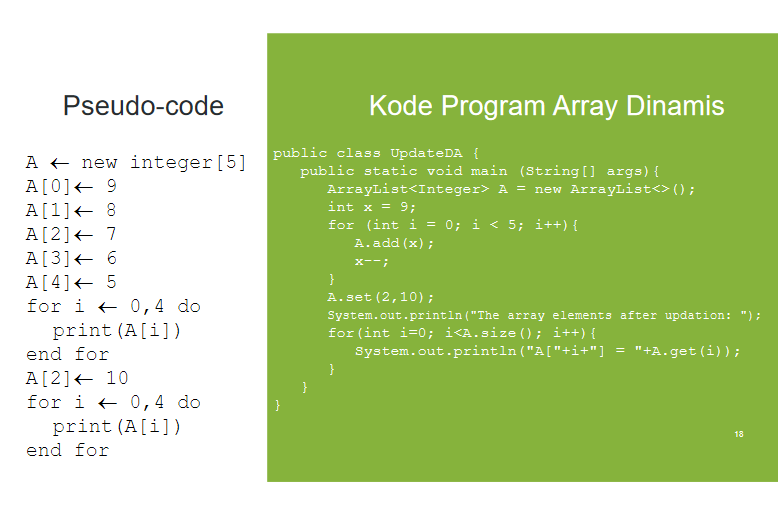 Pseudo-code
A ← new integer[5]
A[0]← 9
A[1]← 8
A[2]← 7
A[3]← 6
A[4]← 5
for i ← 0,4 do
print(A[i])
end for
A[2]← 10
for i ← 0,4 do
print(A[i])
end for
Kode Program Array Dinamis
public class UpdateDA {
public static void main (String[] args){
ArrayList<Integer> A = new ArrayList<>();
int x = 9;
for (int i = 0; i < 5; i++){
A.add(x);
x--;
}
A.set(2,10);
System.out.println("The array elements after updation: ");
for(int i=0; i<A.size(); i++){
System.out.println("A["+i+"] = "+A.get(i));
}
}
}
18